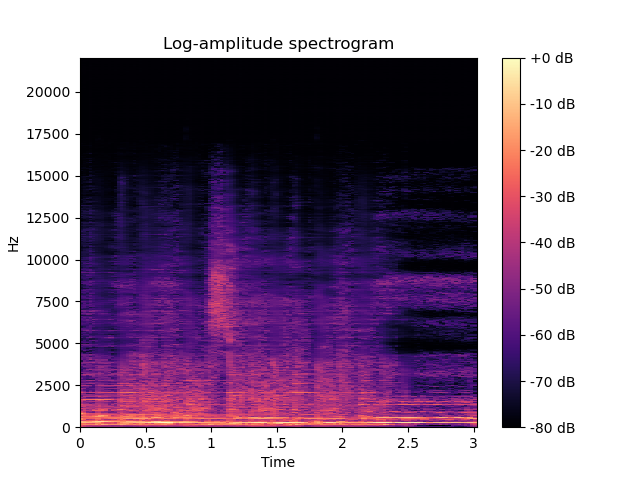 Log-amplitude spectrogram
+0 dB
-10 dB
-20 dB
-30 dB
-40 dB
-50 dB
-60 dB
-70 dB
-80 dB
20000
17500
15000
12500
10000
7500
5000
2500
0
Hz
0 0.5 1 1.5 2 2.5 3
Time